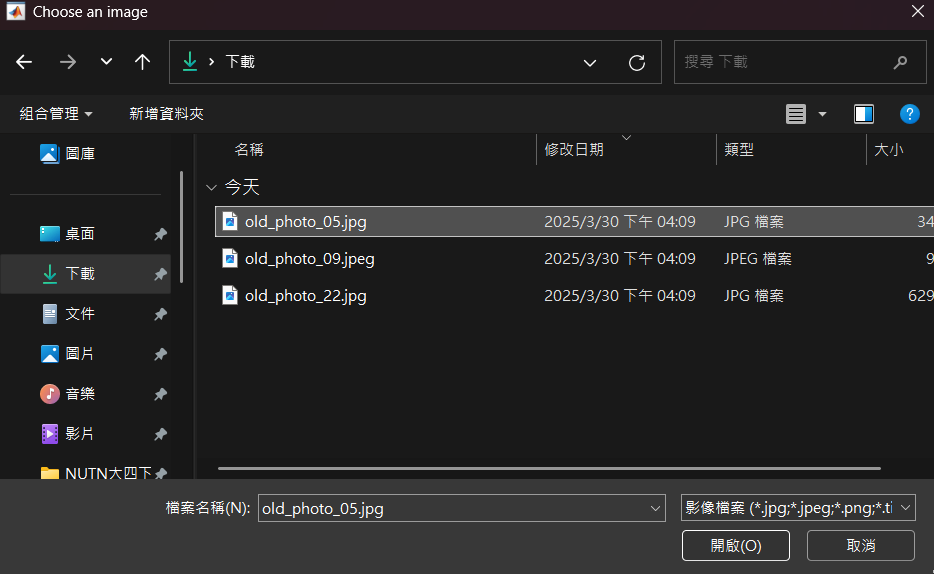 Choose an image
下載
搜尋 下載
組合管理
新增資料夾
圖庫
桌面
下載
文件
圖片
音樂
影片
NUTN大四下
名稱 修改日期 類型 大小
今天
old_photo_05.jpg 2025/3/30 下午 04:09 JPG 檔案 34
old_photo_09.jpeg 2025/3/30 下午 04:09 JPEG 檔案 9
old_photo_22.jpg 2025/3/30 下午 04:09 JPG 檔案 629
檔案名稱(N): old_photo_05.jpg 影像檔案 (*.jpg;*.jpeg;*.png;*.ti
開啟(O) 取消